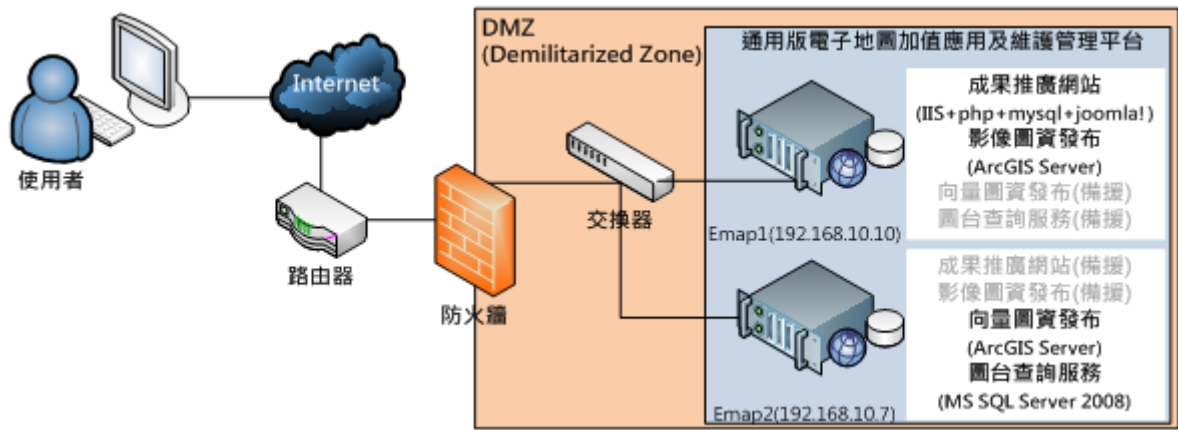 DMZ
(Demilitarized Zone)
通用版電子地圖加值應用及維護管理平台
Internet
使用者
路由器
防火牆
交換器
Emap1(192.168.10.10)
成果推廣網站
(IIS+php+mysql+joomla!)
影像圖資發布
(ArcGIS Server)
向量圖資發布(備援)
圖台查詢服務(備援)
Emap2(192.168.10.7)
成果推廣網站(備援)
影像圖資發布(備援)
向量圖資發布
(ArcGIS Server)
圖台查詢服務
(MS SQL Server 2008)